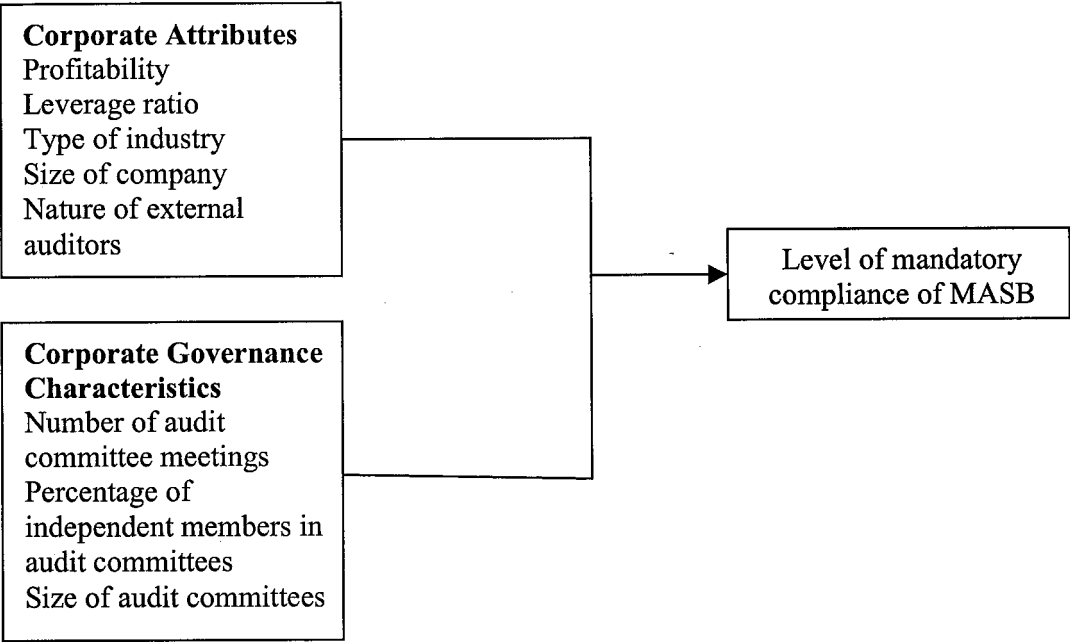 Corporate Attributes
Profitability
Leverage ratio
Type of industry
Size of company
Nature of external
auditors
Level of mandatory
compliance of MASB
Corporate Governance
Characteristics
Number of audit
committee meetings
Percentage of
independent members in
audit committees
Size of audit committees